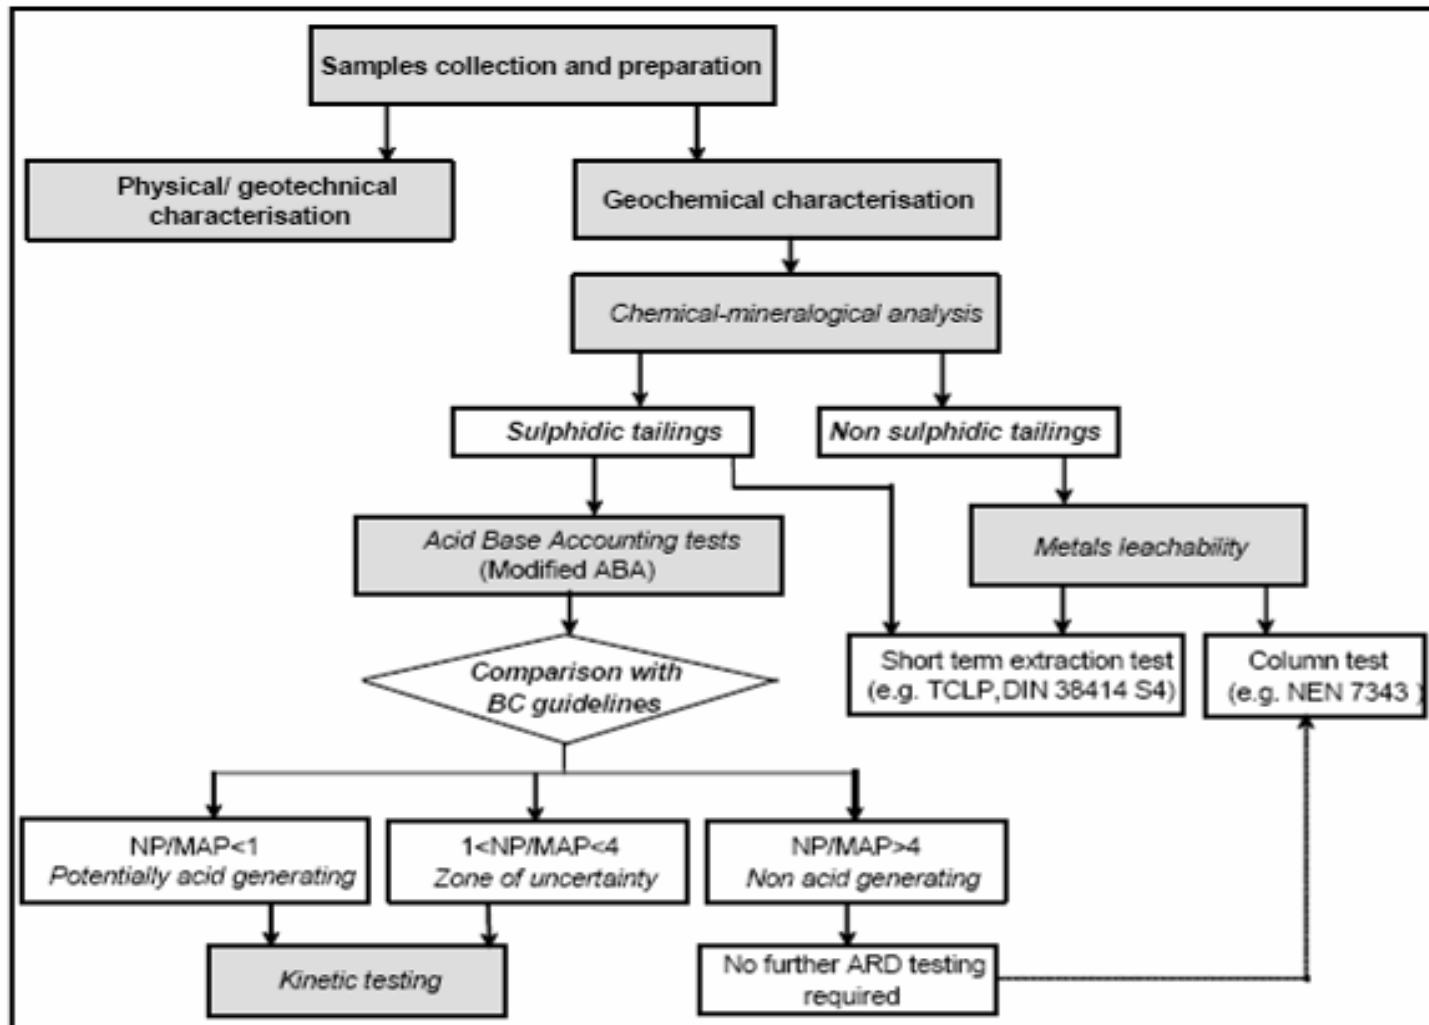 Samples collection and preparation
Physical/ geotechnical
characterisation
Geochemical characterisation
Chemical-mineralogical analysis
Sulphidic tailings
Non sulphidic tailings
Acid Base Accounting tests
(Modified ABA)
Metals leachability
Comparison with
BC guidelines
Short term extraction test
(e.g. TCLP,DIN 38414 S4)
Column test
(e.g. NEN 7343 )
NP/MAP<1
Potentially acid generating
1<NP/MAP<4
Zone of uncertainty
NP/MAP>4
Non acid generating
Kinetic testing
No further ARD testing
required